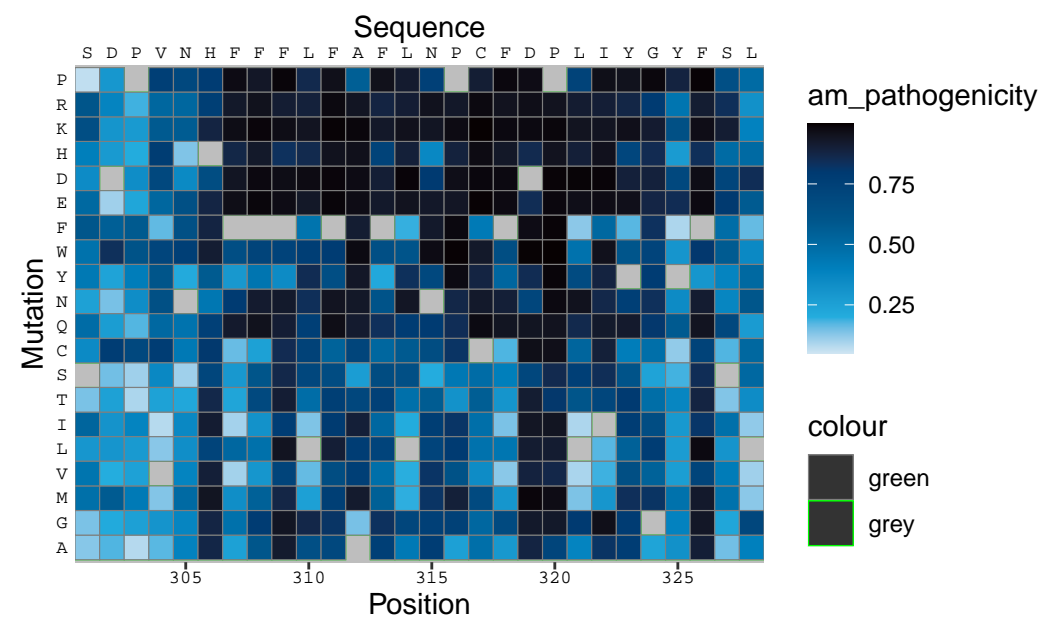 Sequence
S D P V N H F F F L F A F L N P C F D P L I Y G Y F S L
P
R
K
H
D
E
F
W
Y
N
Q
C
S
T
I
L
V
M
G
A
Mutation
305 310 315 320 325
Position
am_pathogenicity
0.75
0.50
0.25
colour
green
grey